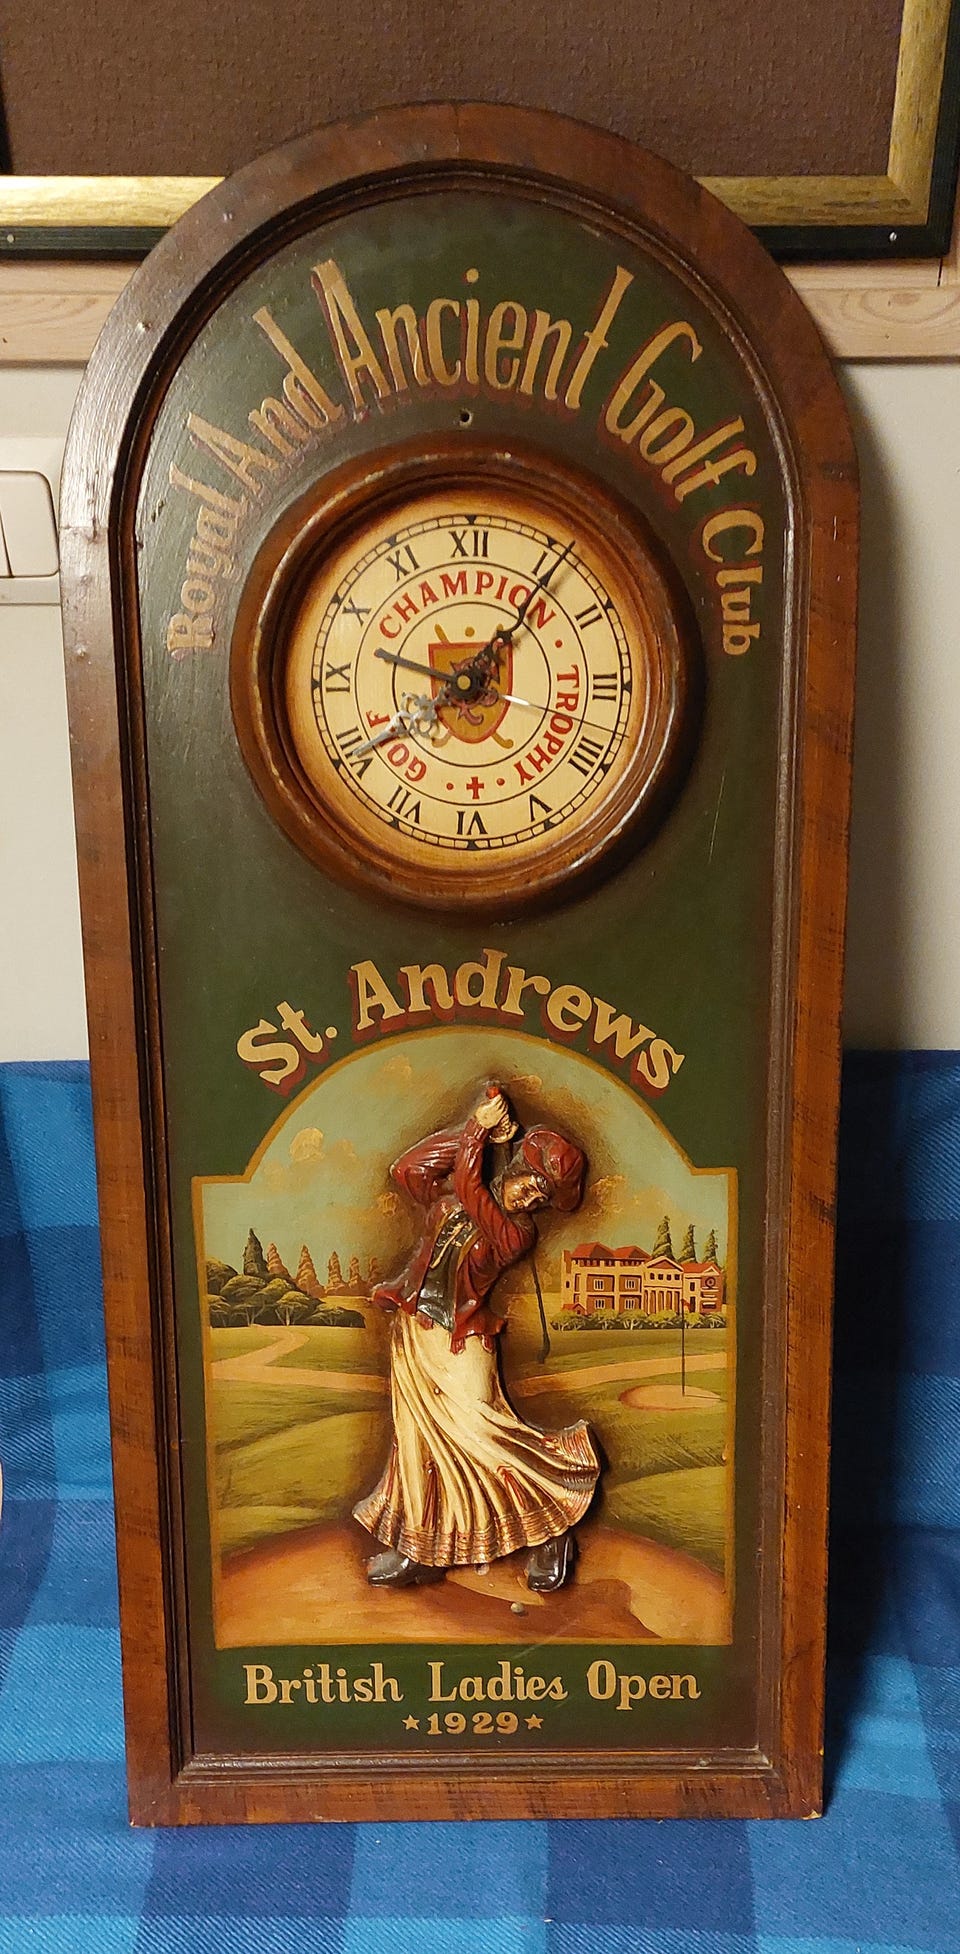 Royal And Ancient Golf Club
XII
I
II
III
IIII
V
VI
VII
VIII
IX
X
XI
GOLF CHAMPION · TROPHY ·
St. Andrews
British Ladies Open
★1929★